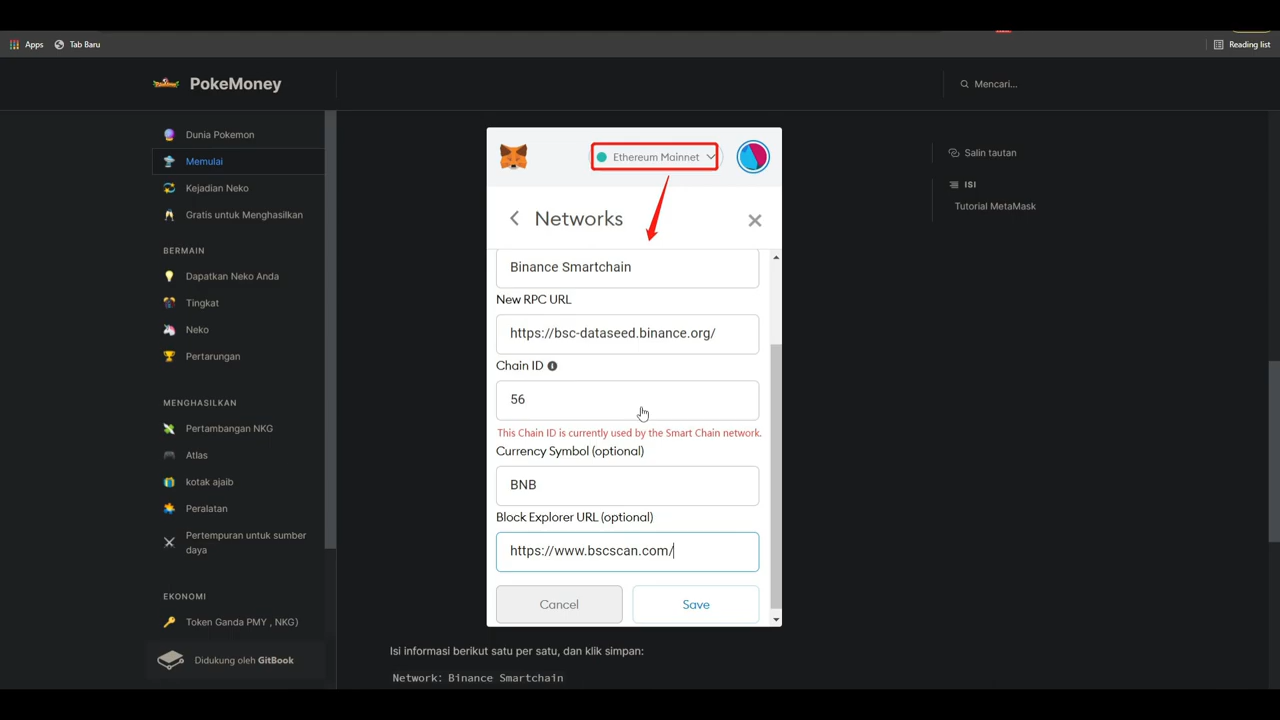 Apps
Tab Baru
Reading list
PokeMoney
Mencari...
Dunia Pokemon
Memulai
Kejadian Neko
Gratis untuk Menghasilkan
BERMAIN
Dapatkan Neko Anda
Tingkat
Neko
Pertarungan
MENGHASILKAN
Pertambangan NKG
Atlas
kotak ajaib
Peralatan
Pertempuran untuk sumber
daya
EKONOMI
Token Ganda PMY , NKG)
Didukung oleh GitBook
Ethereum Mainnet
Networks
Binance Smartchain
New RPC URL
https://bsc-dataseed.binance.org/
Chain ID
56
This Chain ID is currently used by the Smart Chain network.
Currency Symbol (optional)
BNB
Block Explorer URL (optional)
https://www.bscscan.com/
Cancel
Save
Isi informasi berikut satu per satu, dan klik simpan:
Network: Binance Smartchain
Salin tautan
ISI
Tutorial MetaMask